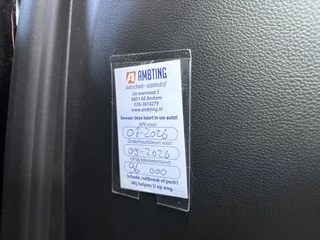 AMBTING
autoschade - autobedrijf
De overmaat 5
6831 AE Arnhem
026-3614279
www.ambting.nl
Bewaar deze kaart in uw auto!
APK voor:
07-2026
Onderhoudsbeurt voor:
09-2026
Of bij kilometerstand:
96.000
Schade, ruitbreuk of pech?
Wij helpen U op weg.